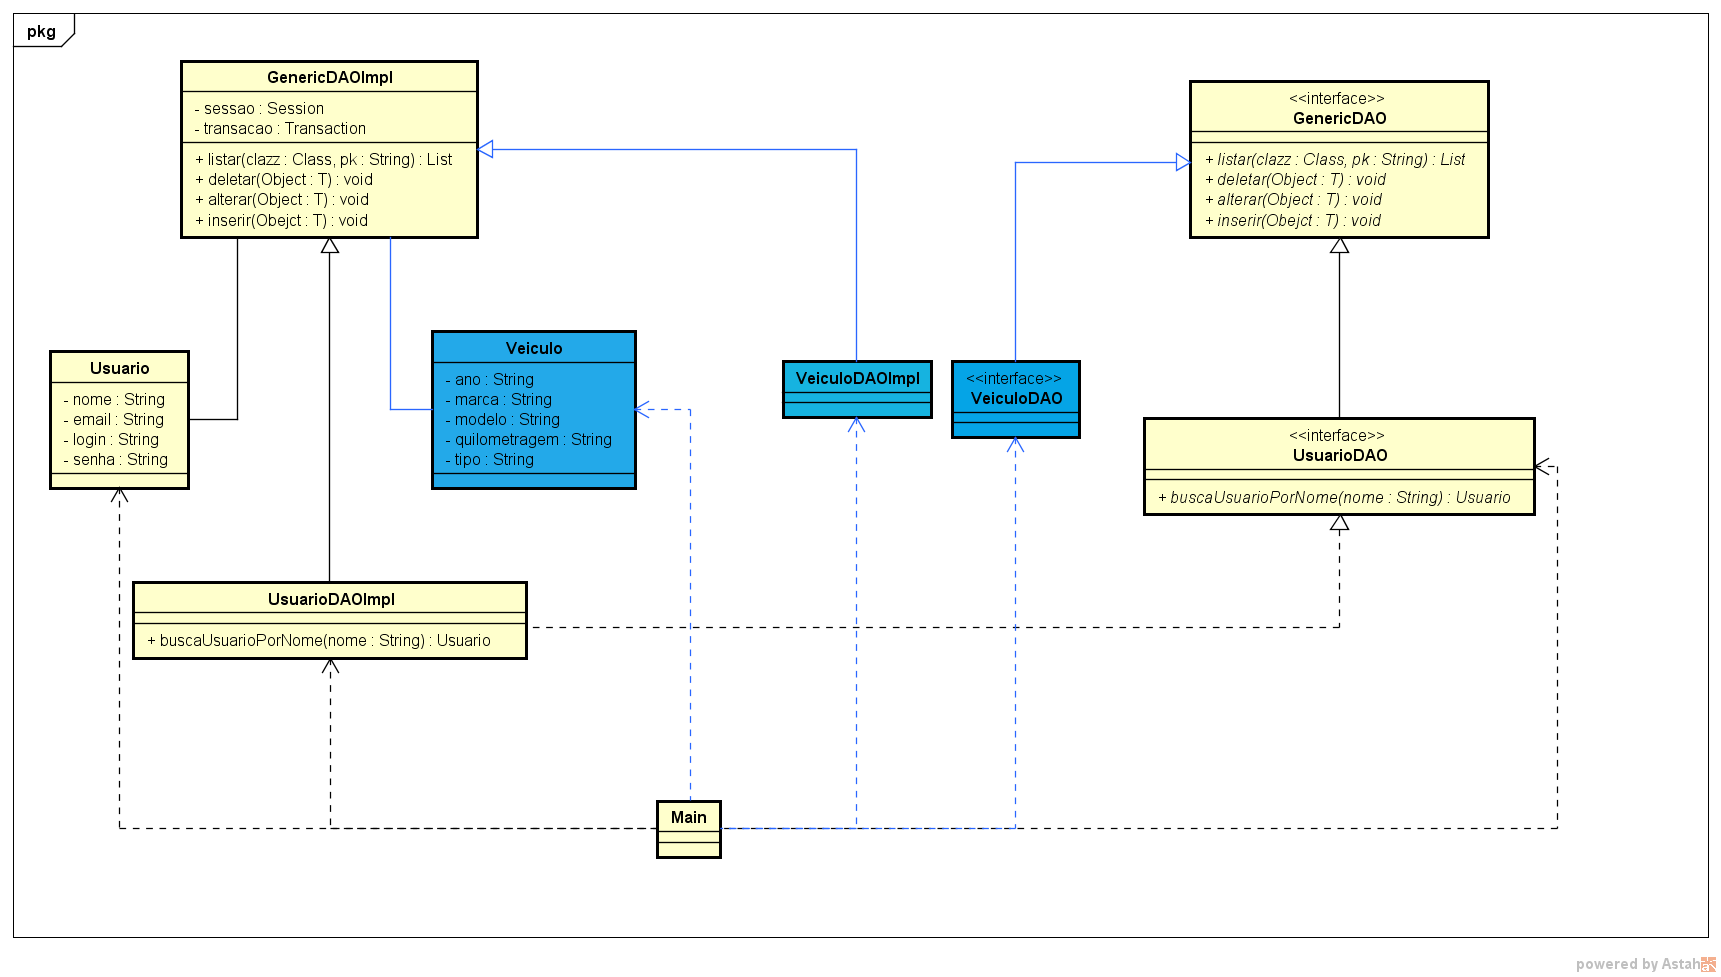 pkg
GenericDAOImpl
- sessao : Session
- transacao : Transaction
+ listar(clazz : Class, pk : String) : List
+ deletar(Object : T) : void
+ alterar(Object : T) : void
+ inserir(Obejct : T) : void
<<interface>>
GenericDAO
+ listar(clazz : Class, pk : String) : List
+ deletar(Object : T) : void
+ alterar(Object : T) : void
+ inserir(Obejct : T) : void
Usuario
- nome : String
- email : String
- login : String
- senha : String
Veiculo
- ano : String
- marca : String
- modelo : String
- quilometragem : String
- tipo : String
VeiculoDAOImpl
<<interface>>
VeiculoDAO
<<interface>>
UsuarioDAO
+ buscaUsuarioPorNome(nome : String) : Usuario
UsuarioDAOImpl
+ buscaUsuarioPorNome(nome : String) : Usuario
Main
powered by Astah